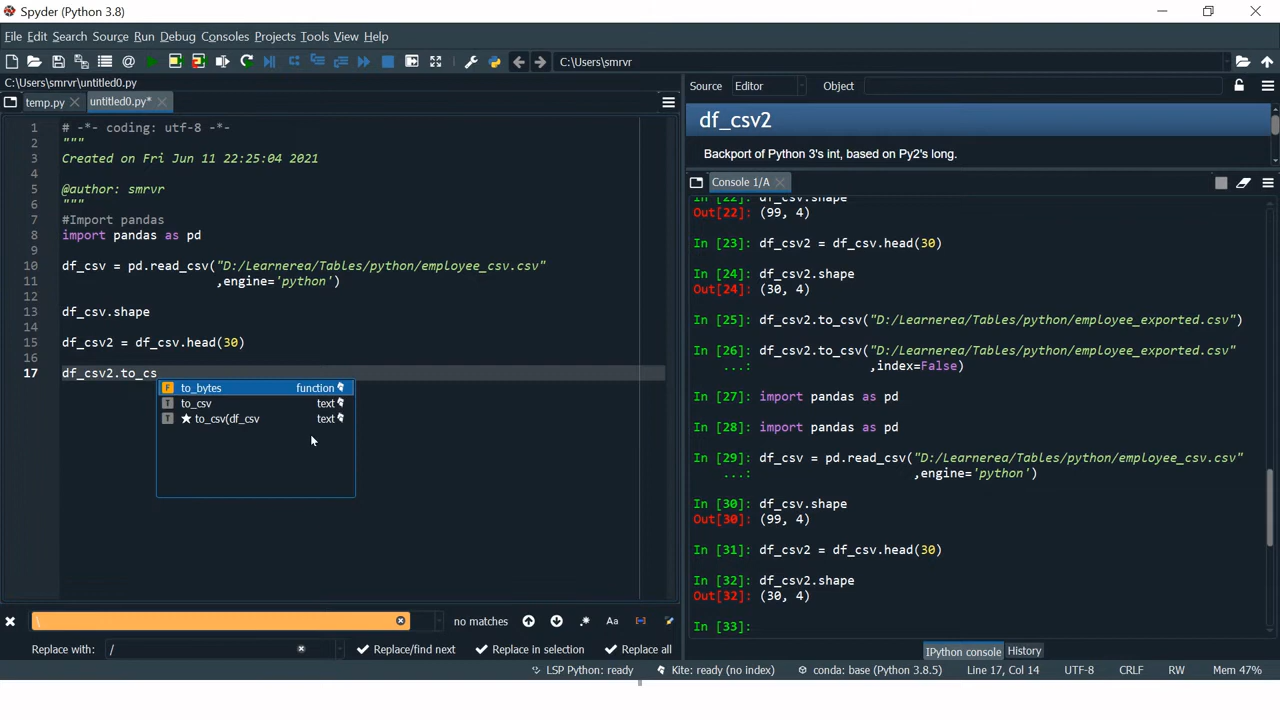 Spyder (Python 3.8)
File Edit Search Source Run Debug Consoles Projects Tools View Help
C:\Users\smrvr
C:\Users\smrvr\untitled0.py
temp.py
untitled0.py*
1 # -*- coding: utf-8 -*-
2 """
3 Created on Fri Jun 11 22:25:04 2021
4
5 @author: smrvr
6 """
7 #Import pandas
8 import pandas as pd
9
10 df_csv = pd.read_csv("D:/Learnerea/Tables/python/employee_csv.csv"
11 ,engine='python')
12
13 df_csv.shape
14
15 df_csv2 = df_csv.head(30)
16
17 df_csv2.to_cs
F to_bytes function
T to_csv text
T ★ to_csv(df_csv text
\
no matches
Aa
Replace with: /
Replace/find next
Replace in selection
Replace all
Source Editor Object
df_csv2
Backport of Python 3's int, based on Py2's long.
Console 1/A
In [22]: df_csv.shape
Out[22]: (99, 4)
In [23]: df_csv2 = df_csv.head(30)
In [24]: df_csv2.shape
Out[24]: (30, 4)
In [25]: df_csv2.to_csv("D:/Learnerea/Tables/python/employee_exported.csv")
In [26]: df_csv2.to_csv("D:/Learnerea/Tables/python/employee_exported.csv"
...: ,index=False)
In [27]: import pandas as pd
In [28]: import pandas as pd
In [29]: df_csv = pd.read_csv("D:/Learnerea/Tables/python/employee_csv.csv"
...: ,engine='python')
In [30]: df_csv.shape
Out[30]: (99, 4)
In [31]: df_csv2 = df_csv.head(30)
In [32]: df_csv2.shape
Out[32]: (30, 4)
In [33]:
IPython console History
LSP Python: ready Kite: ready (no index) conda: base (Python 3.8.5) Line 17, Col 14 UTF-8 CRLF RW Mem 47%